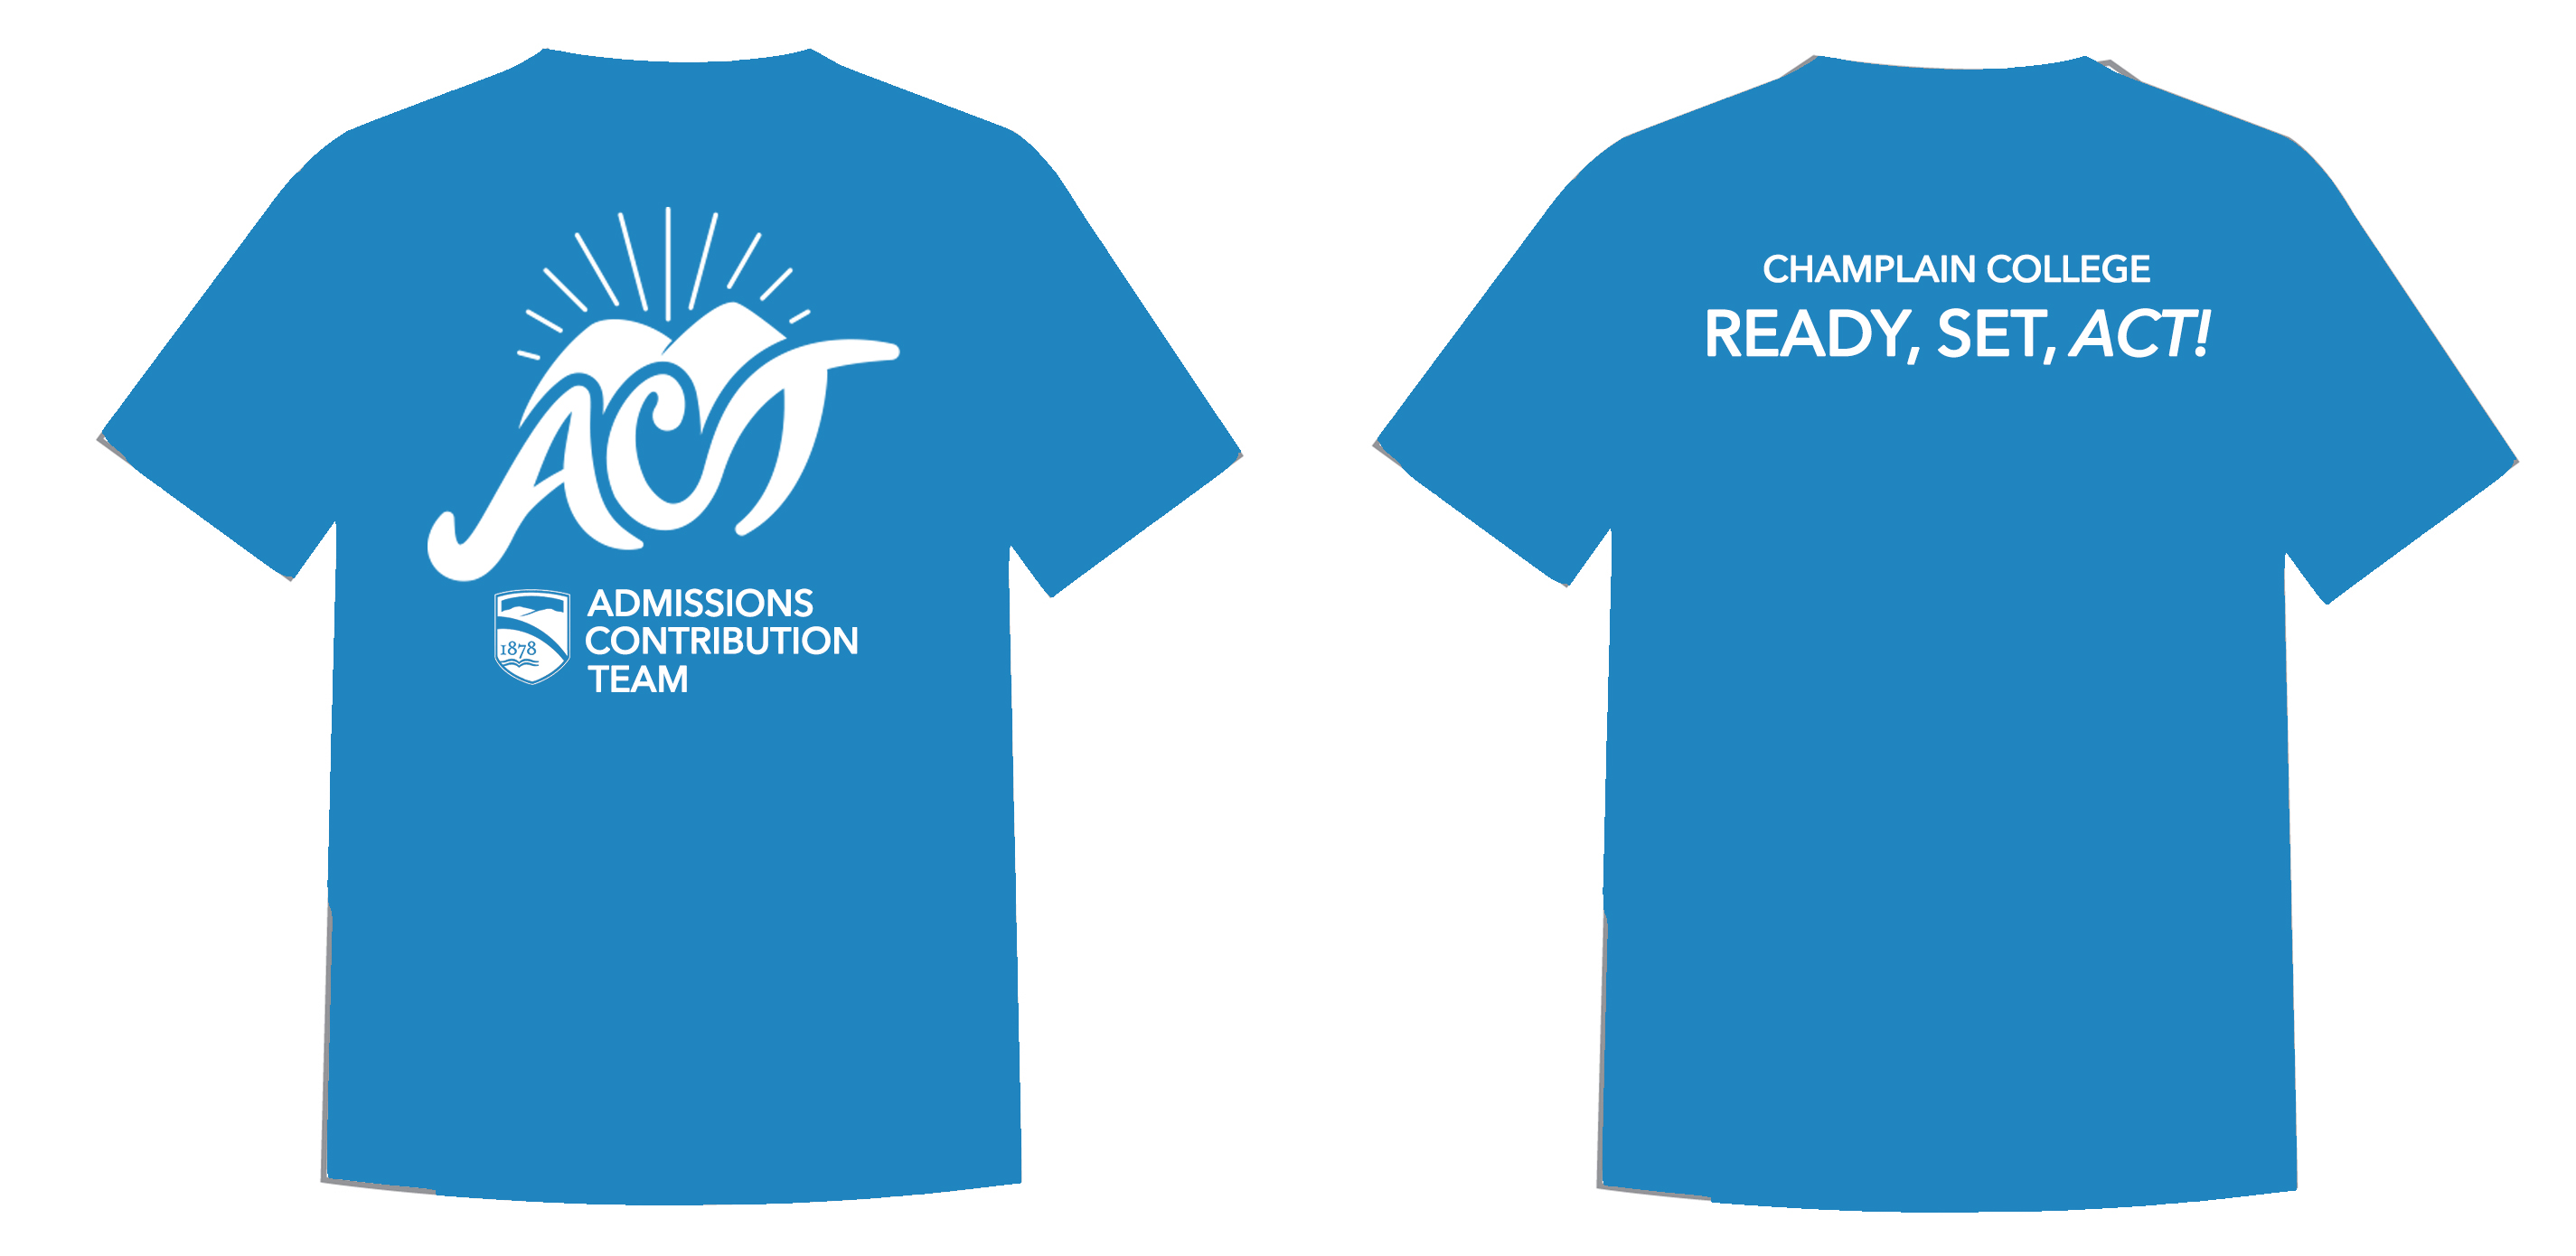 ACT
1878
ADMISSIONS
CONTRIBUTION
TEAM
CHAMPLAIN COLLEGE
READY, SET, ACT!